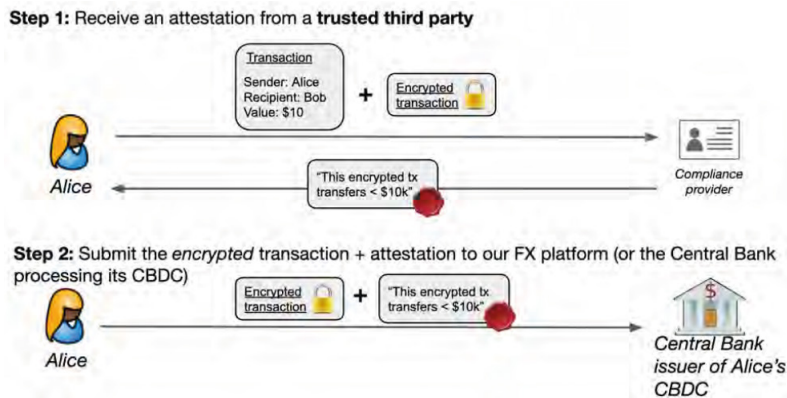 Step 1: Receive an attestation from a trusted third party
Transaction
Sender: Alice
Recipient: Bob
Value: $10
+
Encrypted
transaction
Alice
Compliance
provider
"This encrypted tx
transfers < $10k"
Step 2: Submit the encrypted transaction + attestation to our FX platform (or the Central Bank
processing its CBDC)
Encrypted
transaction
+
"This encrypted tx
transfers < $10k"
$
Alice
Central Bank
issuer of Alice's
CBDC